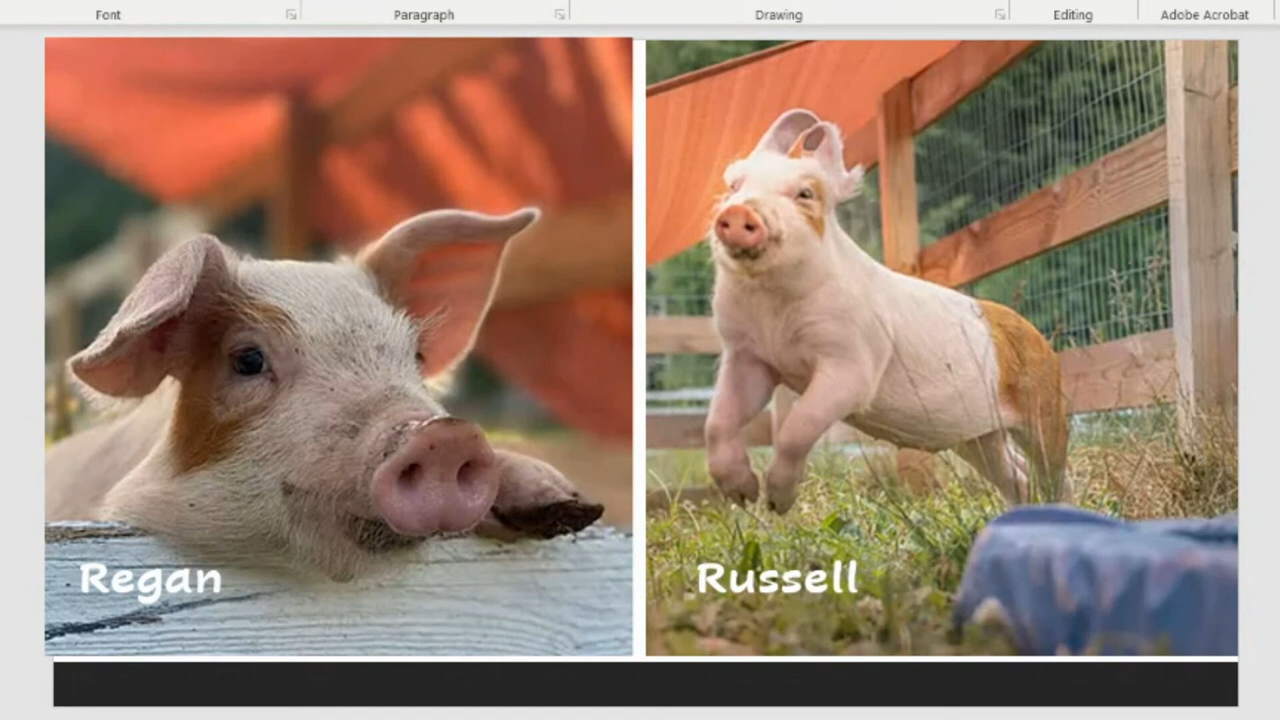 Font
Paragraph
Drawing
Editing
Adobe Acrobat
Regan
Russell